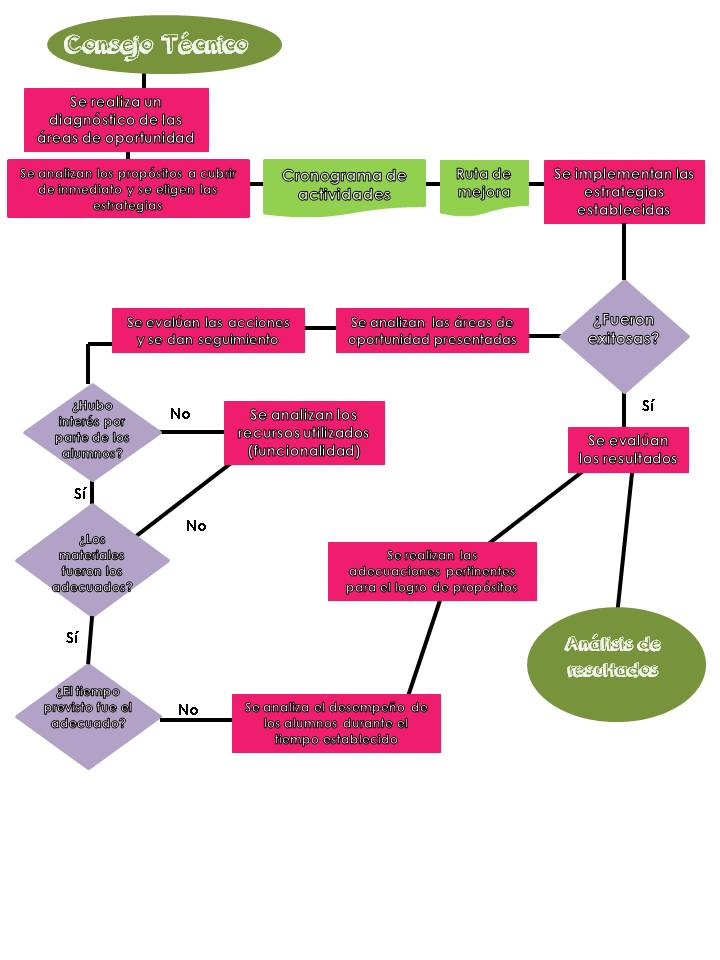 Consejo Técnico
Se realiza un
diagnóstico de las
áreas de oportunidad
Se analizan los propósitos a cubrir
de inmediato y se eligen las
estrategias
Cronograma de
actividades
Ruta de
mejora
Se implementan las
estrategias
establecidas
¿Fueron
exitosas?
Se analizan las áreas de
oportunidad presentadas
Se evalúan las acciones
y se dan seguimiento
¿Hubo
interés por
parte de los
alumnos?
No
Se analizan los
recursos utilizados
(funcionalidad)
Sí
Se evalúan
los resultados
Sí
No
¿Los
materiales
fueron los
adecuados?
Se realizan las
adecuaciones pertinentes
para el logro de propósitos
Análisis de
resultados
Sí
¿El tiempo
previsto fue el
adecuado?
No
Se analiza el desempeño de
los alumnos durante el
tiempo establecido